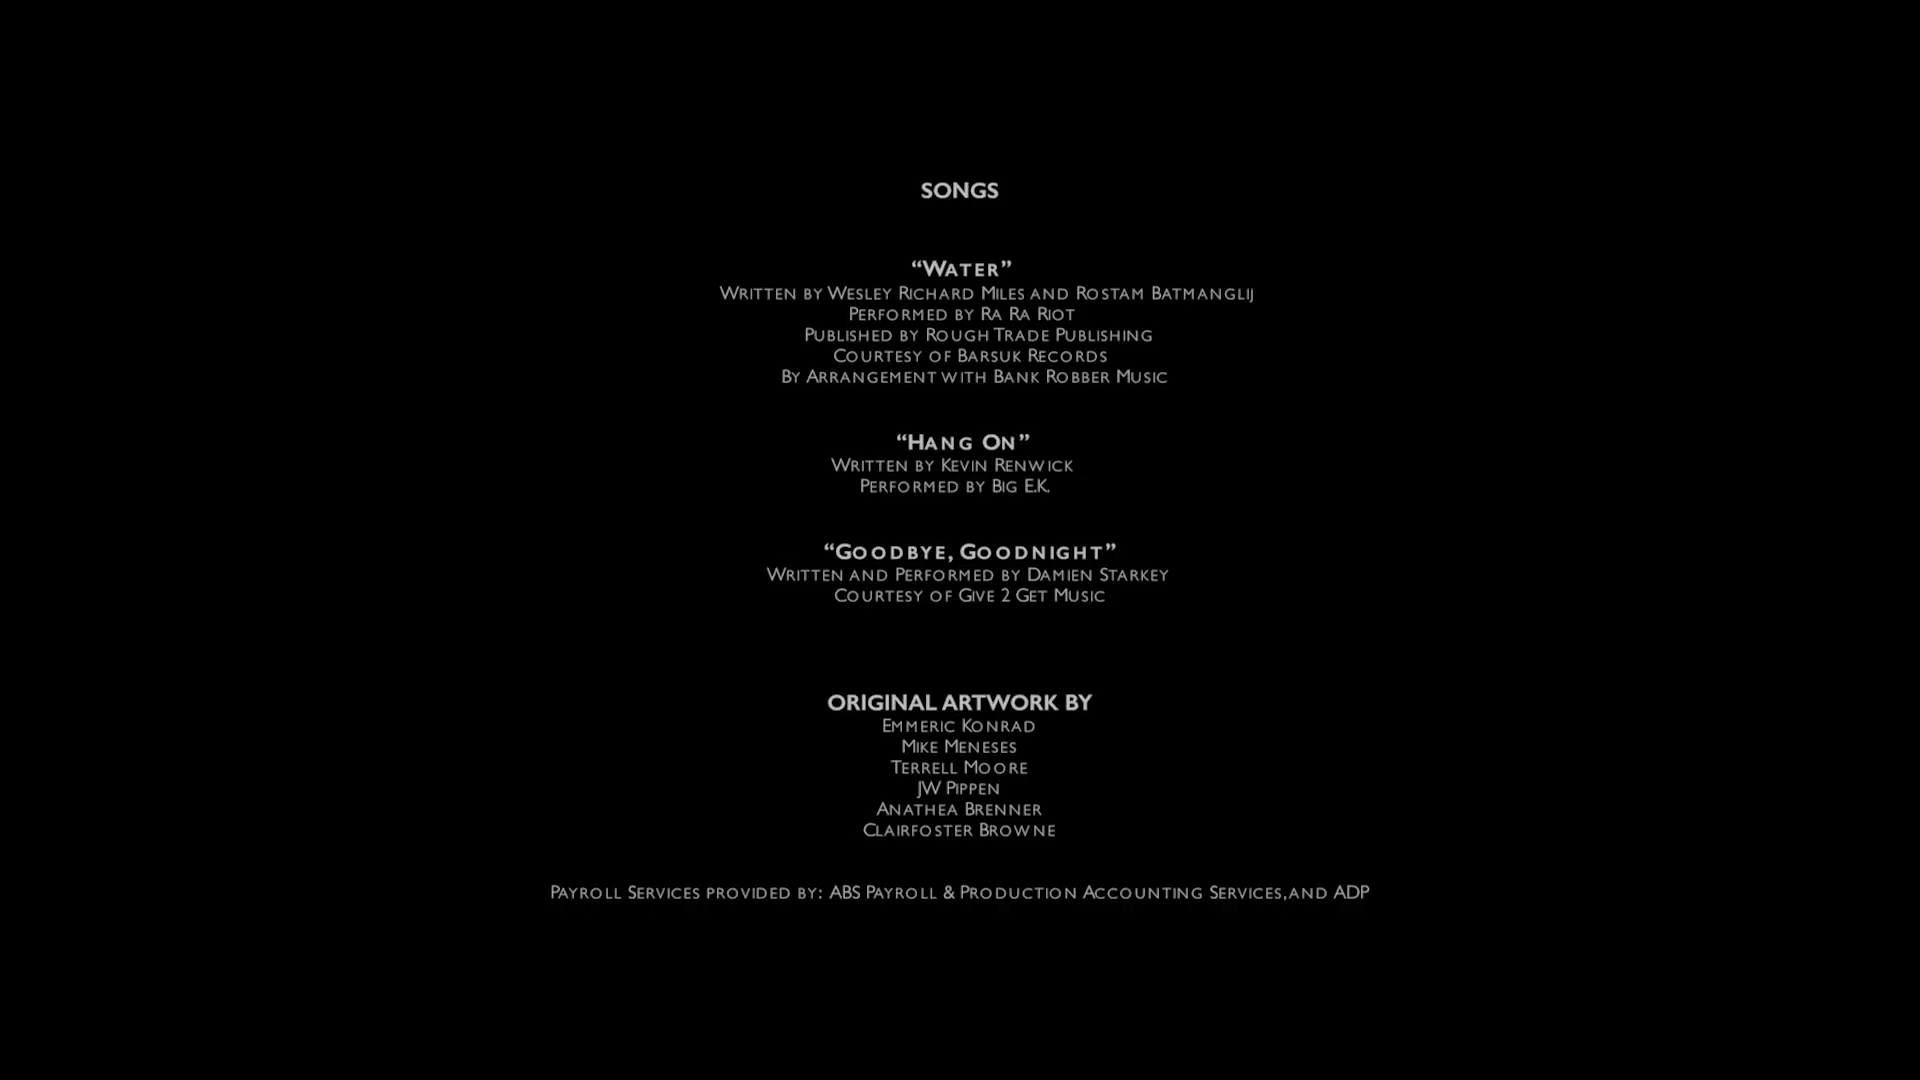 SONGS
“Water”
Written by Wesley Richard Miles and Rostam Batmanglij
Performed by Ra Ra Riot
Published by Rough Trade Publishing
Courtesy of Barsuk Records
By Arrangement with Bank Robber Music
“Hang On”
Written by Kevin Renwick
Performed by Big E.K.
“Goodbye, Goodnight”
Written and Performed by Damien Starkey
Courtesy of Give 2 Get Music
ORIGINAL ARTWORK BY
Emmeric Konrad
Mike Meneses
Terrell Moore
JW Pippen
Anathea Brenner
Clairfoster Browne
Payroll Services provided by: ABS Payroll & Production Accounting Services, and ADP